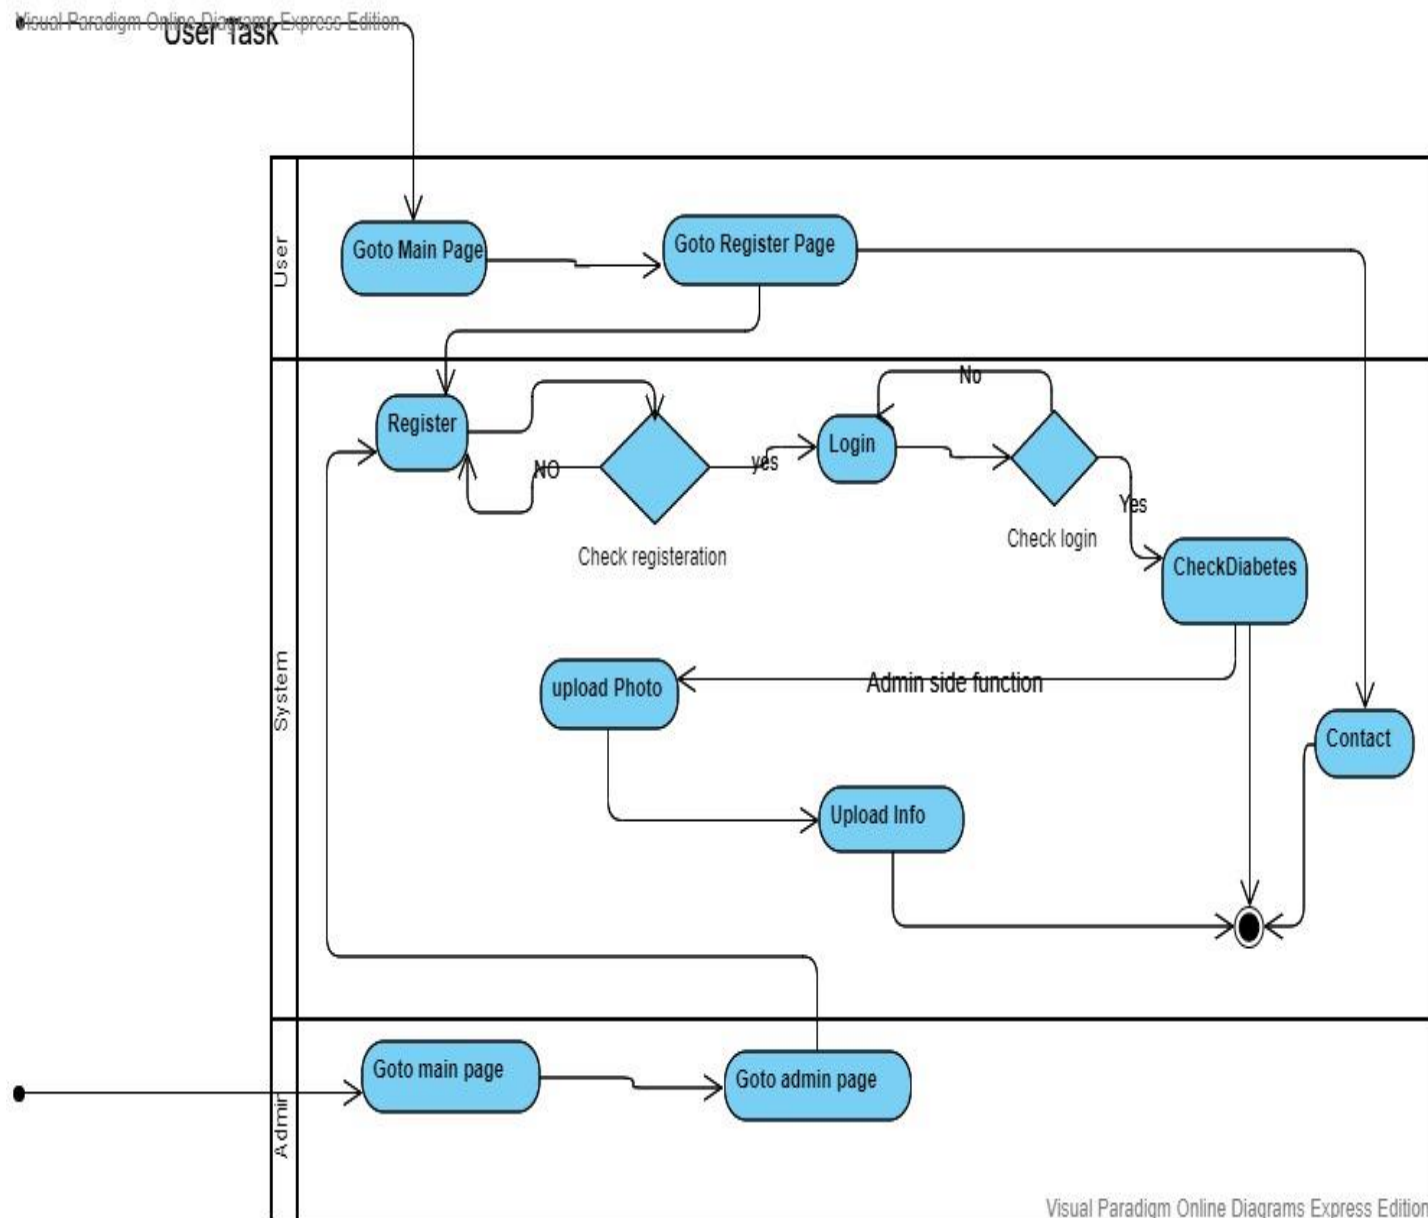 Visual Paradigm Online Diagrams Express Edition
User Task
User
Goto Main Page
Goto Register Page
System
Register
NO
yes
Check registeration
Login
No
Yes
Check login
CheckDiabetes
Admin side function
upload Photo
Contact
Upload Info
Admin
Goto main page
Goto admin page
Visual Paradigm Online Diagrams Express Edition